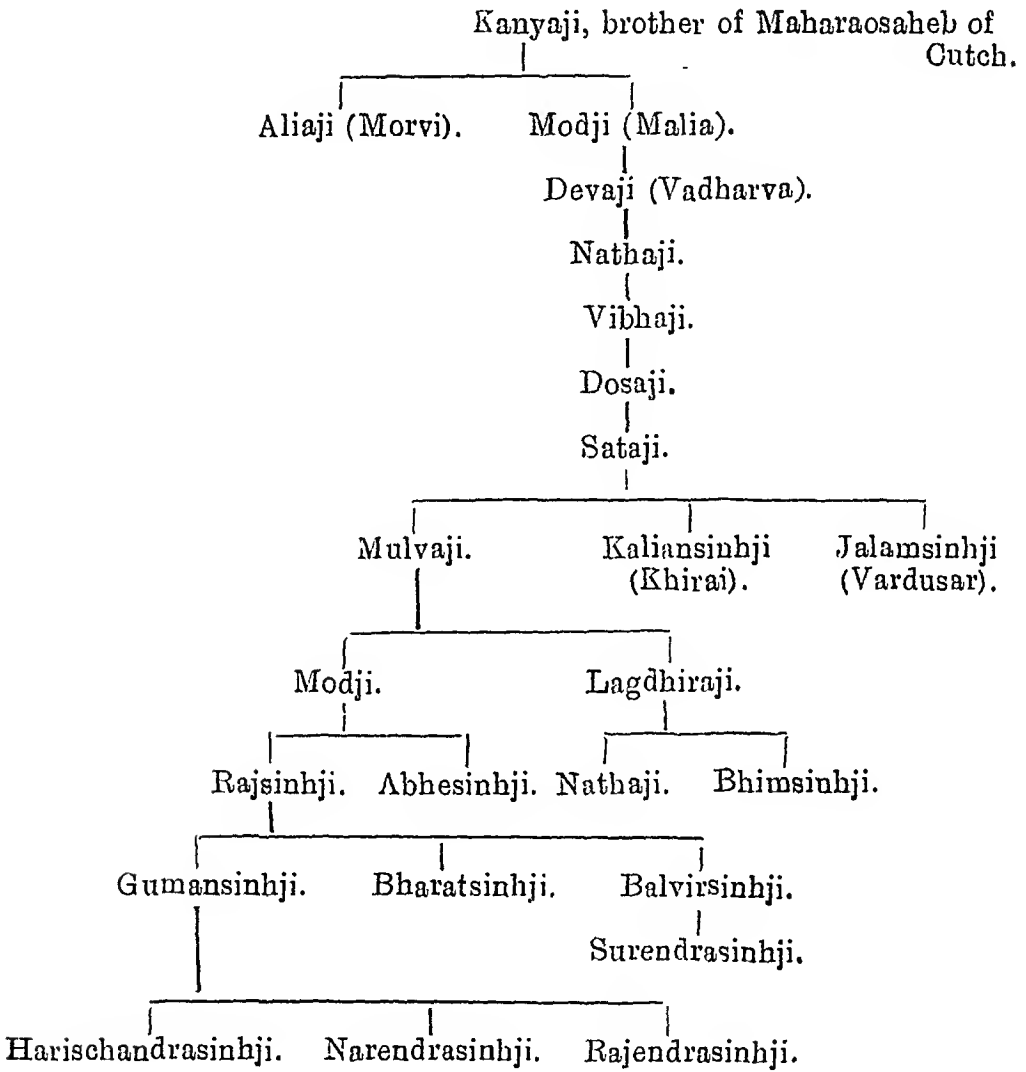 Kanyaji, brother of Maharaosaheb of
Cutch.
Aliaji (Morvi). Modji (Malia).
Devaji (Vadharva).
Nathaji.
Vibhaji.
Dosaji.
Sataji.
Mulvaji. Kaliansinhji Jalamsinhji
(Khirai). (Vardusar).
Modji. Lagdhiraji.
Rajsinhji. Abhesinhji. Nathaji. Bhimsinhji.
Gumansinhji. Bharatsinhji. Balvirsinhji.
Surendrasinhji.
Harischandrasinhji. Narendrasinhji. Rajendrasinhji.